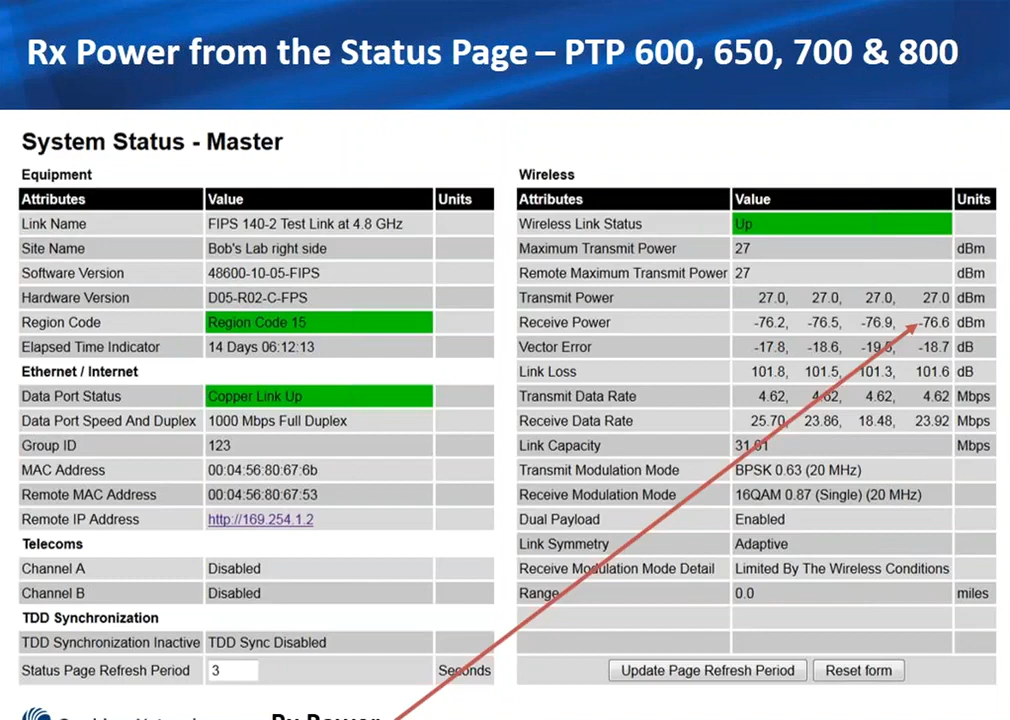 Rx Power from the Status Page – PTP 600, 650, 700 & 800
System Status - Master
Equipment
Attributes Value Units
Link Name FIPS 140-2 Test Link at 4.8 GHz
Site Name Bob's Lab right side
Software Version 48600-10-05-FIPS
Hardware Version D05-R02-C-FPS
Region Code Region Code 15
Elapsed Time Indicator 14 Days 06:12:13
Ethernet / Internet
Data Port Status Copper Link Up
Data Port Speed And Duplex 1000 Mbps Full Duplex
Group ID 123
MAC Address 00:04:56:80:67:6b
Remote MAC Address 00:04:56:80:67:53
Remote IP Address http://169.254.1.2
Telecoms
Channel A Disabled
Channel B Disabled
TDD Synchronization
TDD Synchronization Inactive TDD Sync Disabled
Status Page Refresh Period 3 Seconds
Wireless
Attributes Value Units
Wireless Link Status Up
Maximum Transmit Power 27 dBm
Remote Maximum Transmit Power 27 dBm
Transmit Power 27.0, 27.0, 27.0, 27.0 dBm
Receive Power -76.2, -76.5, -76.9, -76.6 dBm
Vector Error -17.8, -18.6, -19.5, -18.7 dB
Link Loss 101.8, 101.5, 101.3, 101.6 dB
Transmit Data Rate 4.62, 4.62, 4.62, 4.62 Mbps
Receive Data Rate 25.70, 23.86, 18.48, 23.92 Mbps
Link Capacity 31.61 Mbps
Transmit Modulation Mode BPSK 0.63 (20 MHz)
Receive Modulation Mode 16QAM 0.87 (Single) (20 MHz)
Dual Payload Enabled
Link Symmetry Adaptive
Receive Modulation Mode Detail Limited By The Wireless Conditions
Range 0.0 miles
Update Page Refresh Period Reset form
Rx Power